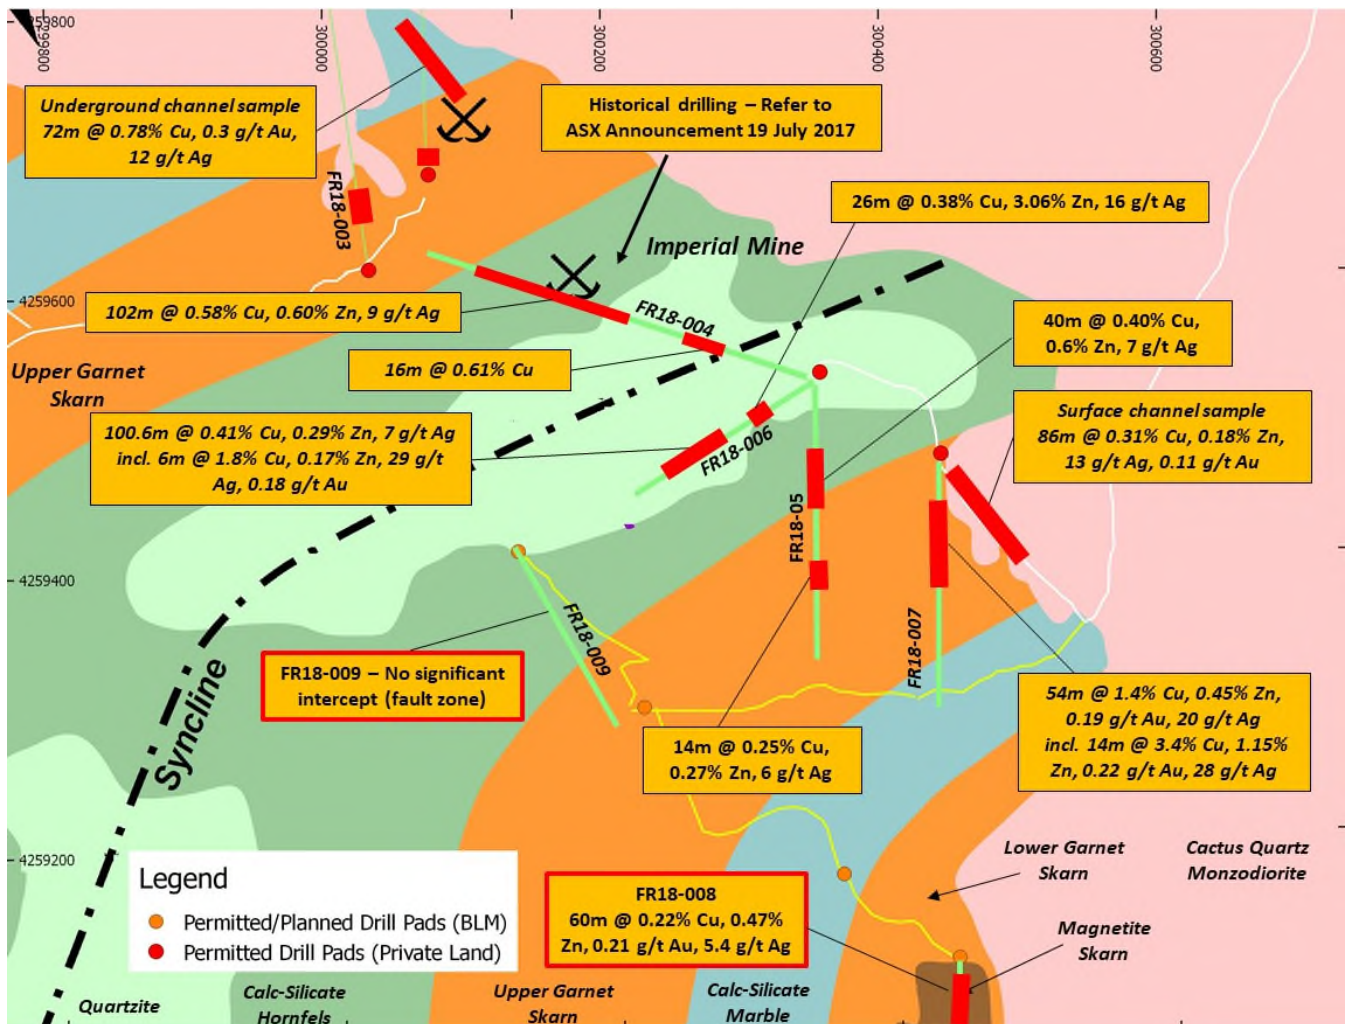 4259800
299800
300000
300200
300400
300600
Underground channel sample
72m @ 0.78% Cu, 0.3 g/t Au,
12 g/t Ag
Historical drilling – Refer to
ASX Announcement 19 July 2017
FR18-003
26m @ 0.38% Cu, 3.06% Zn, 16 g/t Ag
Imperial Mine
4259600
102m @ 0.58% Cu, 0.60% Zn, 9 g/t Ag
FR18-004
40m @ 0.40% Cu,
0.6% Zn, 7 g/t Ag
16m @ 0.61% Cu
Upper Garnet
Skarn
Surface channel sample
86m @ 0.31% Cu, 0.18% Zn,
13 g/t Ag, 0.11 g/t Au
100.6m @ 0.41% Cu, 0.29% Zn, 7 g/t Ag
incl. 6m @ 1.8% Cu, 0.17% Zn, 29 g/t
Ag, 0.18 g/t Au
FR18-006
FR18-05
4259400
FR18-009
FR18-007
FR18-009 – No significant
intercept (fault zone)
Syncline
54m @ 1.4% Cu, 0.45% Zn,
0.19 g/t Au, 20 g/t Ag
incl. 14m @ 3.4% Cu, 1.15%
Zn, 0.22 g/t Au, 28 g/t Ag
14m @ 0.25% Cu,
0.27% Zn, 6 g/t Ag
4259200
Legend
Permitted/Planned Drill Pads (BLM)
Permitted Drill Pads (Private Land)
Lower Garnet
Skarn
Cactus Quartz
Monzodiorite
FR18-008
60m @ 0.22% Cu, 0.47%
Zn, 0.21 g/t Au, 5.4 g/t Ag
Magnetite
Skarn
Quartzite
Calc-Silicate
Hornfels
Upper Garnet
Skarn
Calc-Silicate
Marble